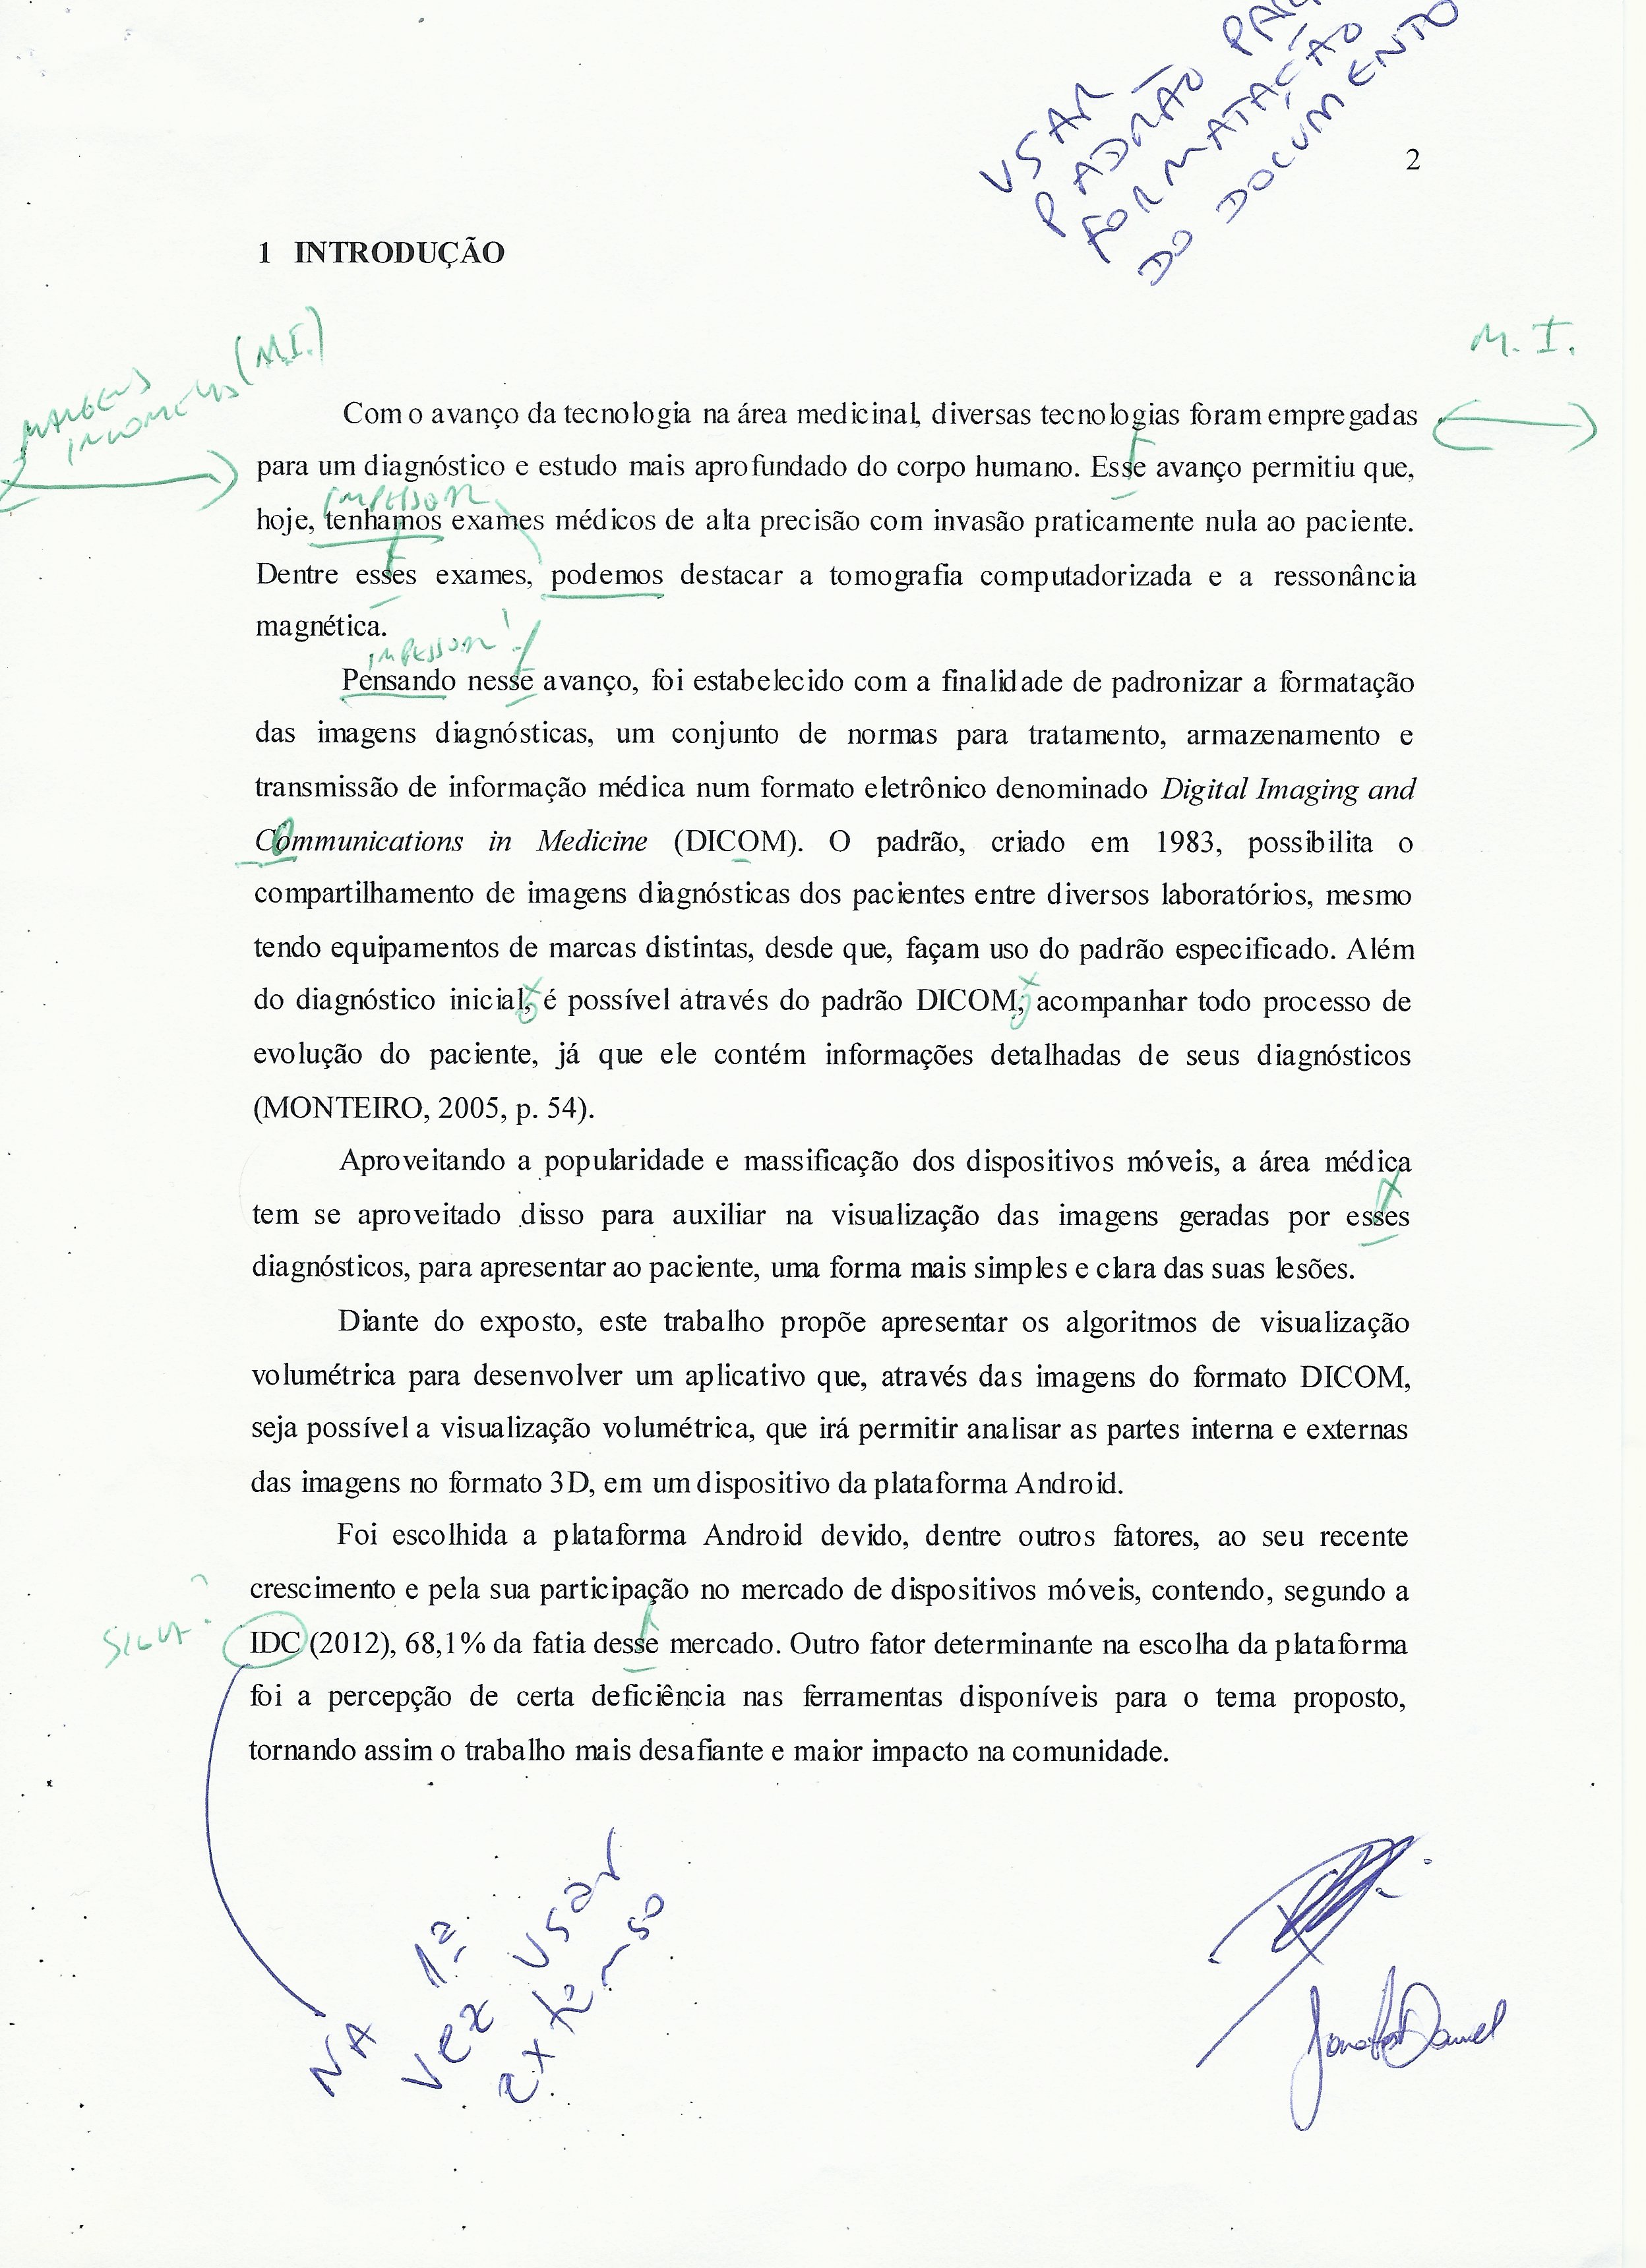 USAR
PADRÃO
FORMATAÇÃO
DO DOCUMENTO
2
1 INTRODUÇÃO
(M.I.)
M. I.
Com o avanço da tecnologia na área medicinal, diversas tecnologias foram empregadas
para um diagnóstico e estudo mais aprofundado do corpo humano. Esse avanço permitiu que,
hoje, tenhamos exames médicos de alta precisão com invasão praticamente nula ao paciente.
Dentre esses exames, podemos destacar a tomografia computadorizada e a ressonância
magnética.
Pensando nesse avanço, foi estabelecido com a finalidade de padronizar a formatação
das imagens diagnósticas, um conjunto de normas para tratamento, armazenamento e
transmissão de informação médica num formato eletrônico denominado Digital Imaging and
Communications in Medicine (DICOM). O padrão, criado em 1983, possibilita o
compartilhamento de imagens diagnósticas dos pacientes entre diversos laboratórios, mesmo
tendo equipamentos de marcas distintas, desde que, façam uso do padrão especificado. Além
do diagnóstico inicial, é possível através do padrão DICOM, acompanhar todo processo de
evolução do paciente, já que ele contém informações detalhadas de seus diagnósticos
(MONTEIRO, 2005, p. 54).
Aproveitando a popularidade e massificação dos dispositivos móveis, a área médica
tem se aproveitado disso para auxiliar na visualização das imagens geradas por esses
diagnósticos, para apresentar ao paciente, uma forma mais simples e clara das suas lesões.
Diante do exposto, este trabalho propõe apresentar os algoritmos de visualização
volumétrica para desenvolver um aplicativo que, através das imagens do formato DICOM,
seja possível a visualização volumétrica, que irá permitir analisar as partes interna e externas
das imagens no formato 3D, em um dispositivo da plataforma Android.
Foi escolhida a plataforma Android devido, dentre outros fatores, ao seu recente
crescimento e pela sua participação no mercado de dispositivos móveis, contendo, segundo a
IDC (2012), 68,1% da fatia desse mercado. Outro fator determinante na escolha da plataforma
foi a percepção de certa deficiência nas ferramentas disponíveis para o tema proposto,
tornando assim o trabalho mais desafiante e maior impacto na comunidade.
NA 1ª
vez usar
extenso